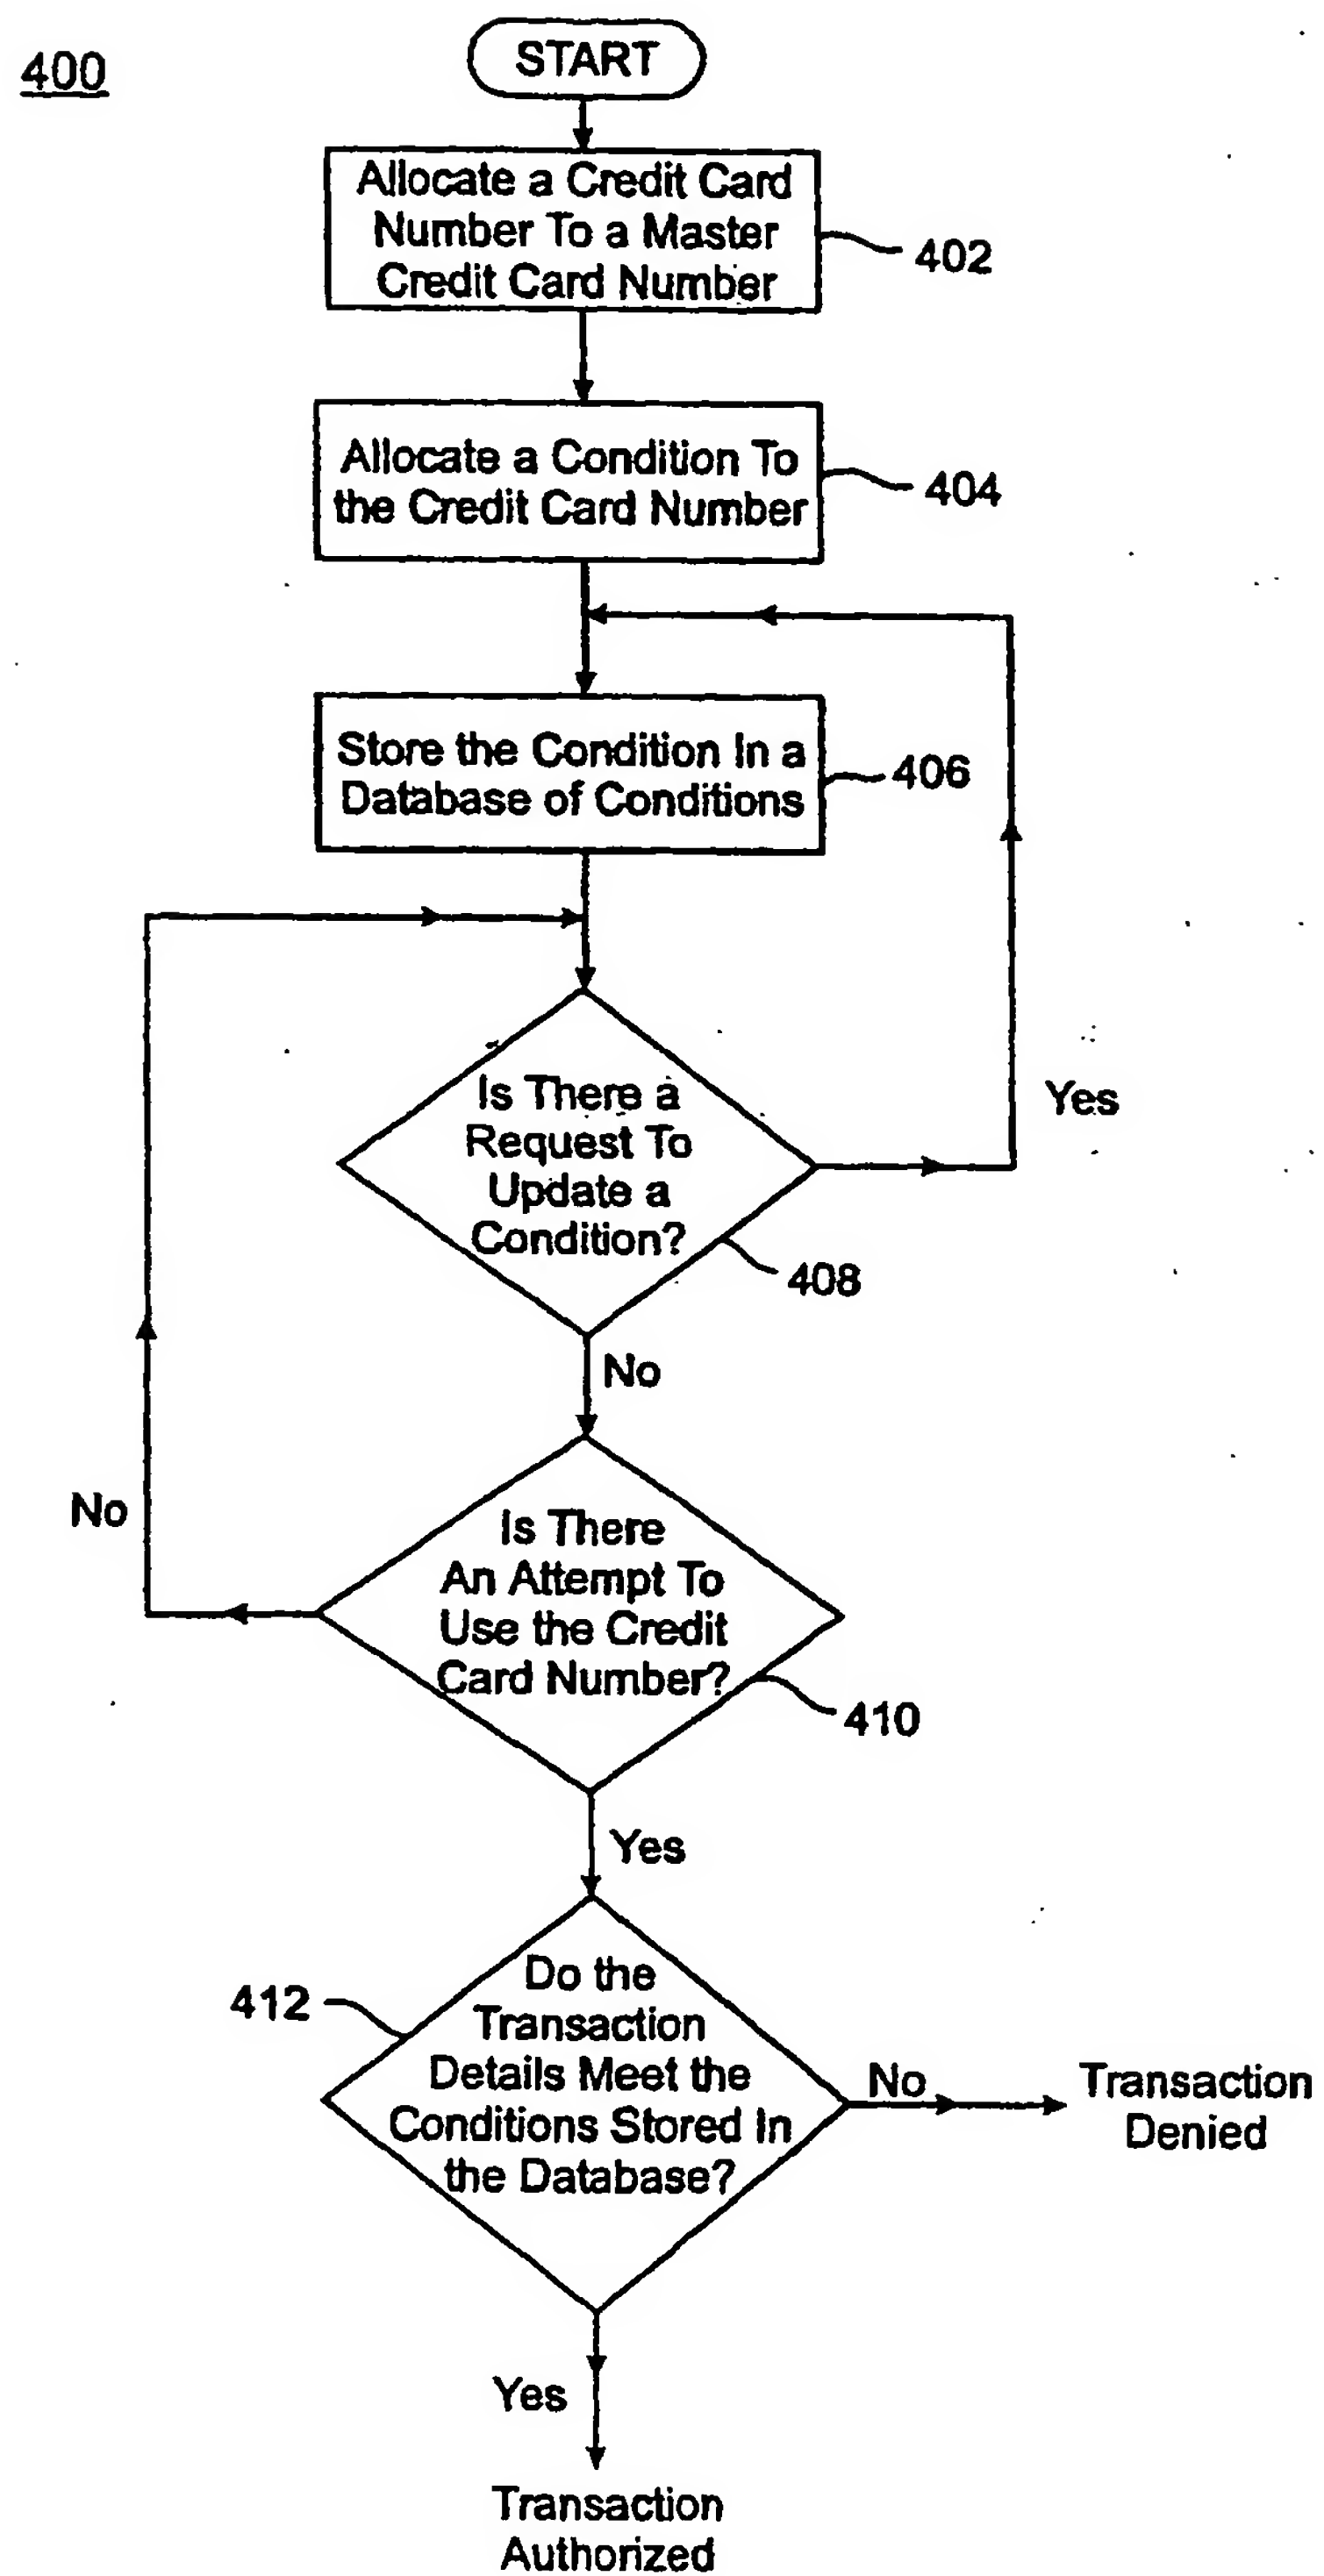 400
START
Allocate a Credit Card
Number To a Master
Credit Card Number
402
Allocate a Condition To
the Credit Card Number
404
Store the Condition In a
Database of Conditions
406
Is There a
Request To
Update a
Condition?
Yes
408
No
No
Is There
An Attempt To
Use the Credit
Card Number?
410
Yes
412
Do the
Transaction
Details Meet the
Conditions Stored In
the Database?
No
Transaction
Denied
Yes
Transaction
Authorized